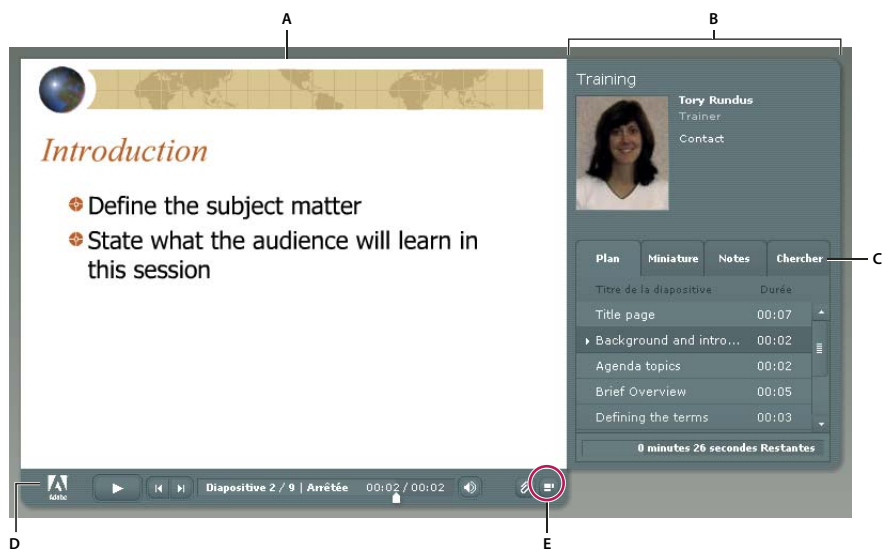 A
B
Introduction
Define the subject matter
State what the audience will learn in
this session
Training
Tory Rundus
Trainer
Contact
Plan Miniature Notes Chercher
C
Titre de la diapositive Durée
Title page 00:07
Background and intro... 00:02
Agenda topics 00:02
Brief Overview 00:05
Defining the terms 00:03
0 minutes 26 secondes Restantes
Adobe
Diapositive 2 / 9 | Arrêtée 00:02 / 00:02
D
E